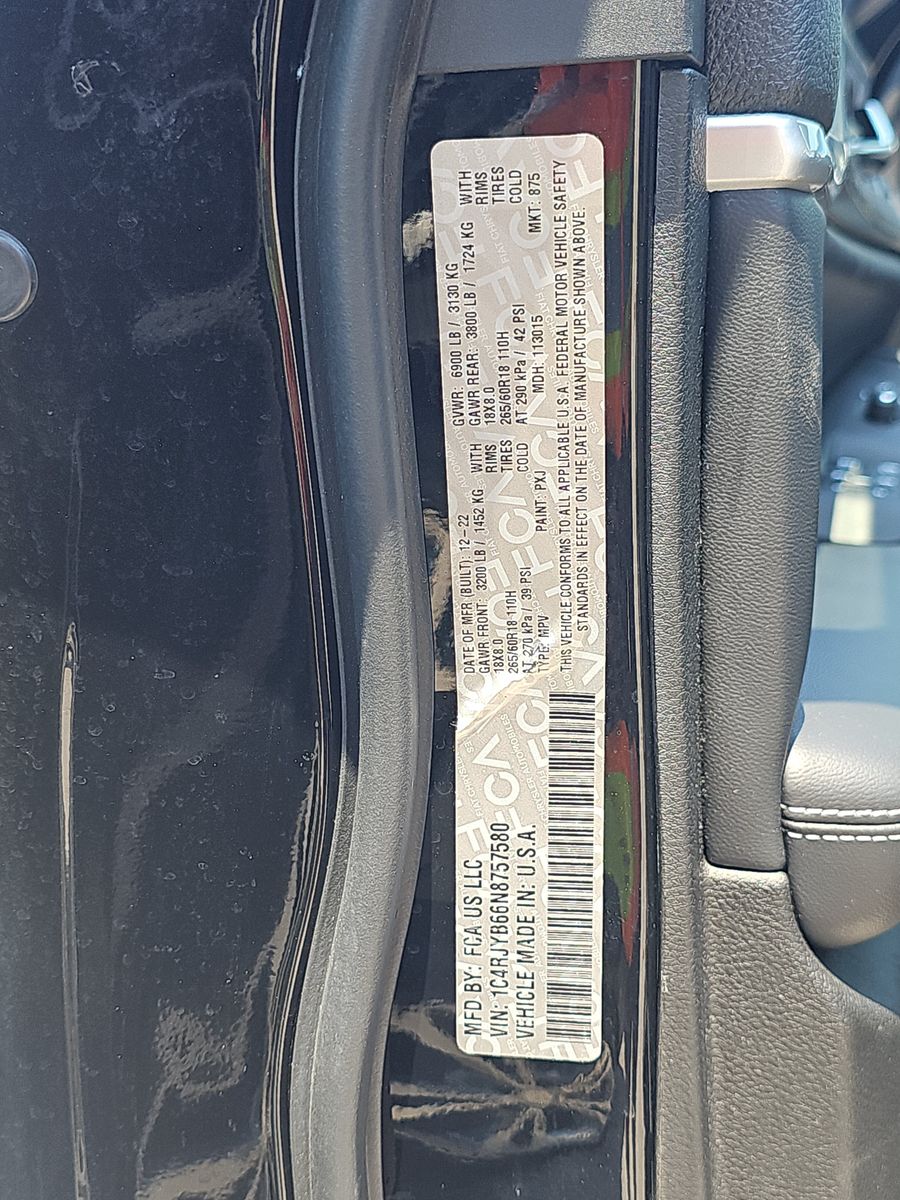 MFD BY: FCA US LLC
VIN: 1C4RJYB66N8757580
VEHICLE MADE IN: U.S.A.
DATE OF MFR (BUILT): 12-22 GVWR: 6900 LB / 3130 KG
GAWR FRONT: 3200 LB / 1452 KG WITH GAWR REAR: 3800 LB / 1724 KG WITH
18X8.0 RIMS 18X8.0 RIMS
265/60R18 110H TIRES 265/60R18 110H TIRES
AT 270 kPa / 39 PSI COLD AT 290 kPa / 42 PSI COLD
TYPE: MPV PAINT: PXJ MDH: 113015 MKT: 875
THIS VEHICLE CONFORMS TO ALL APPLICABLE U.S.A. FEDERAL MOTOR VEHICLE SAFETY
STANDARDS IN EFFECT ON THE DATE OF MANUFACTURE SHOWN ABOVE.